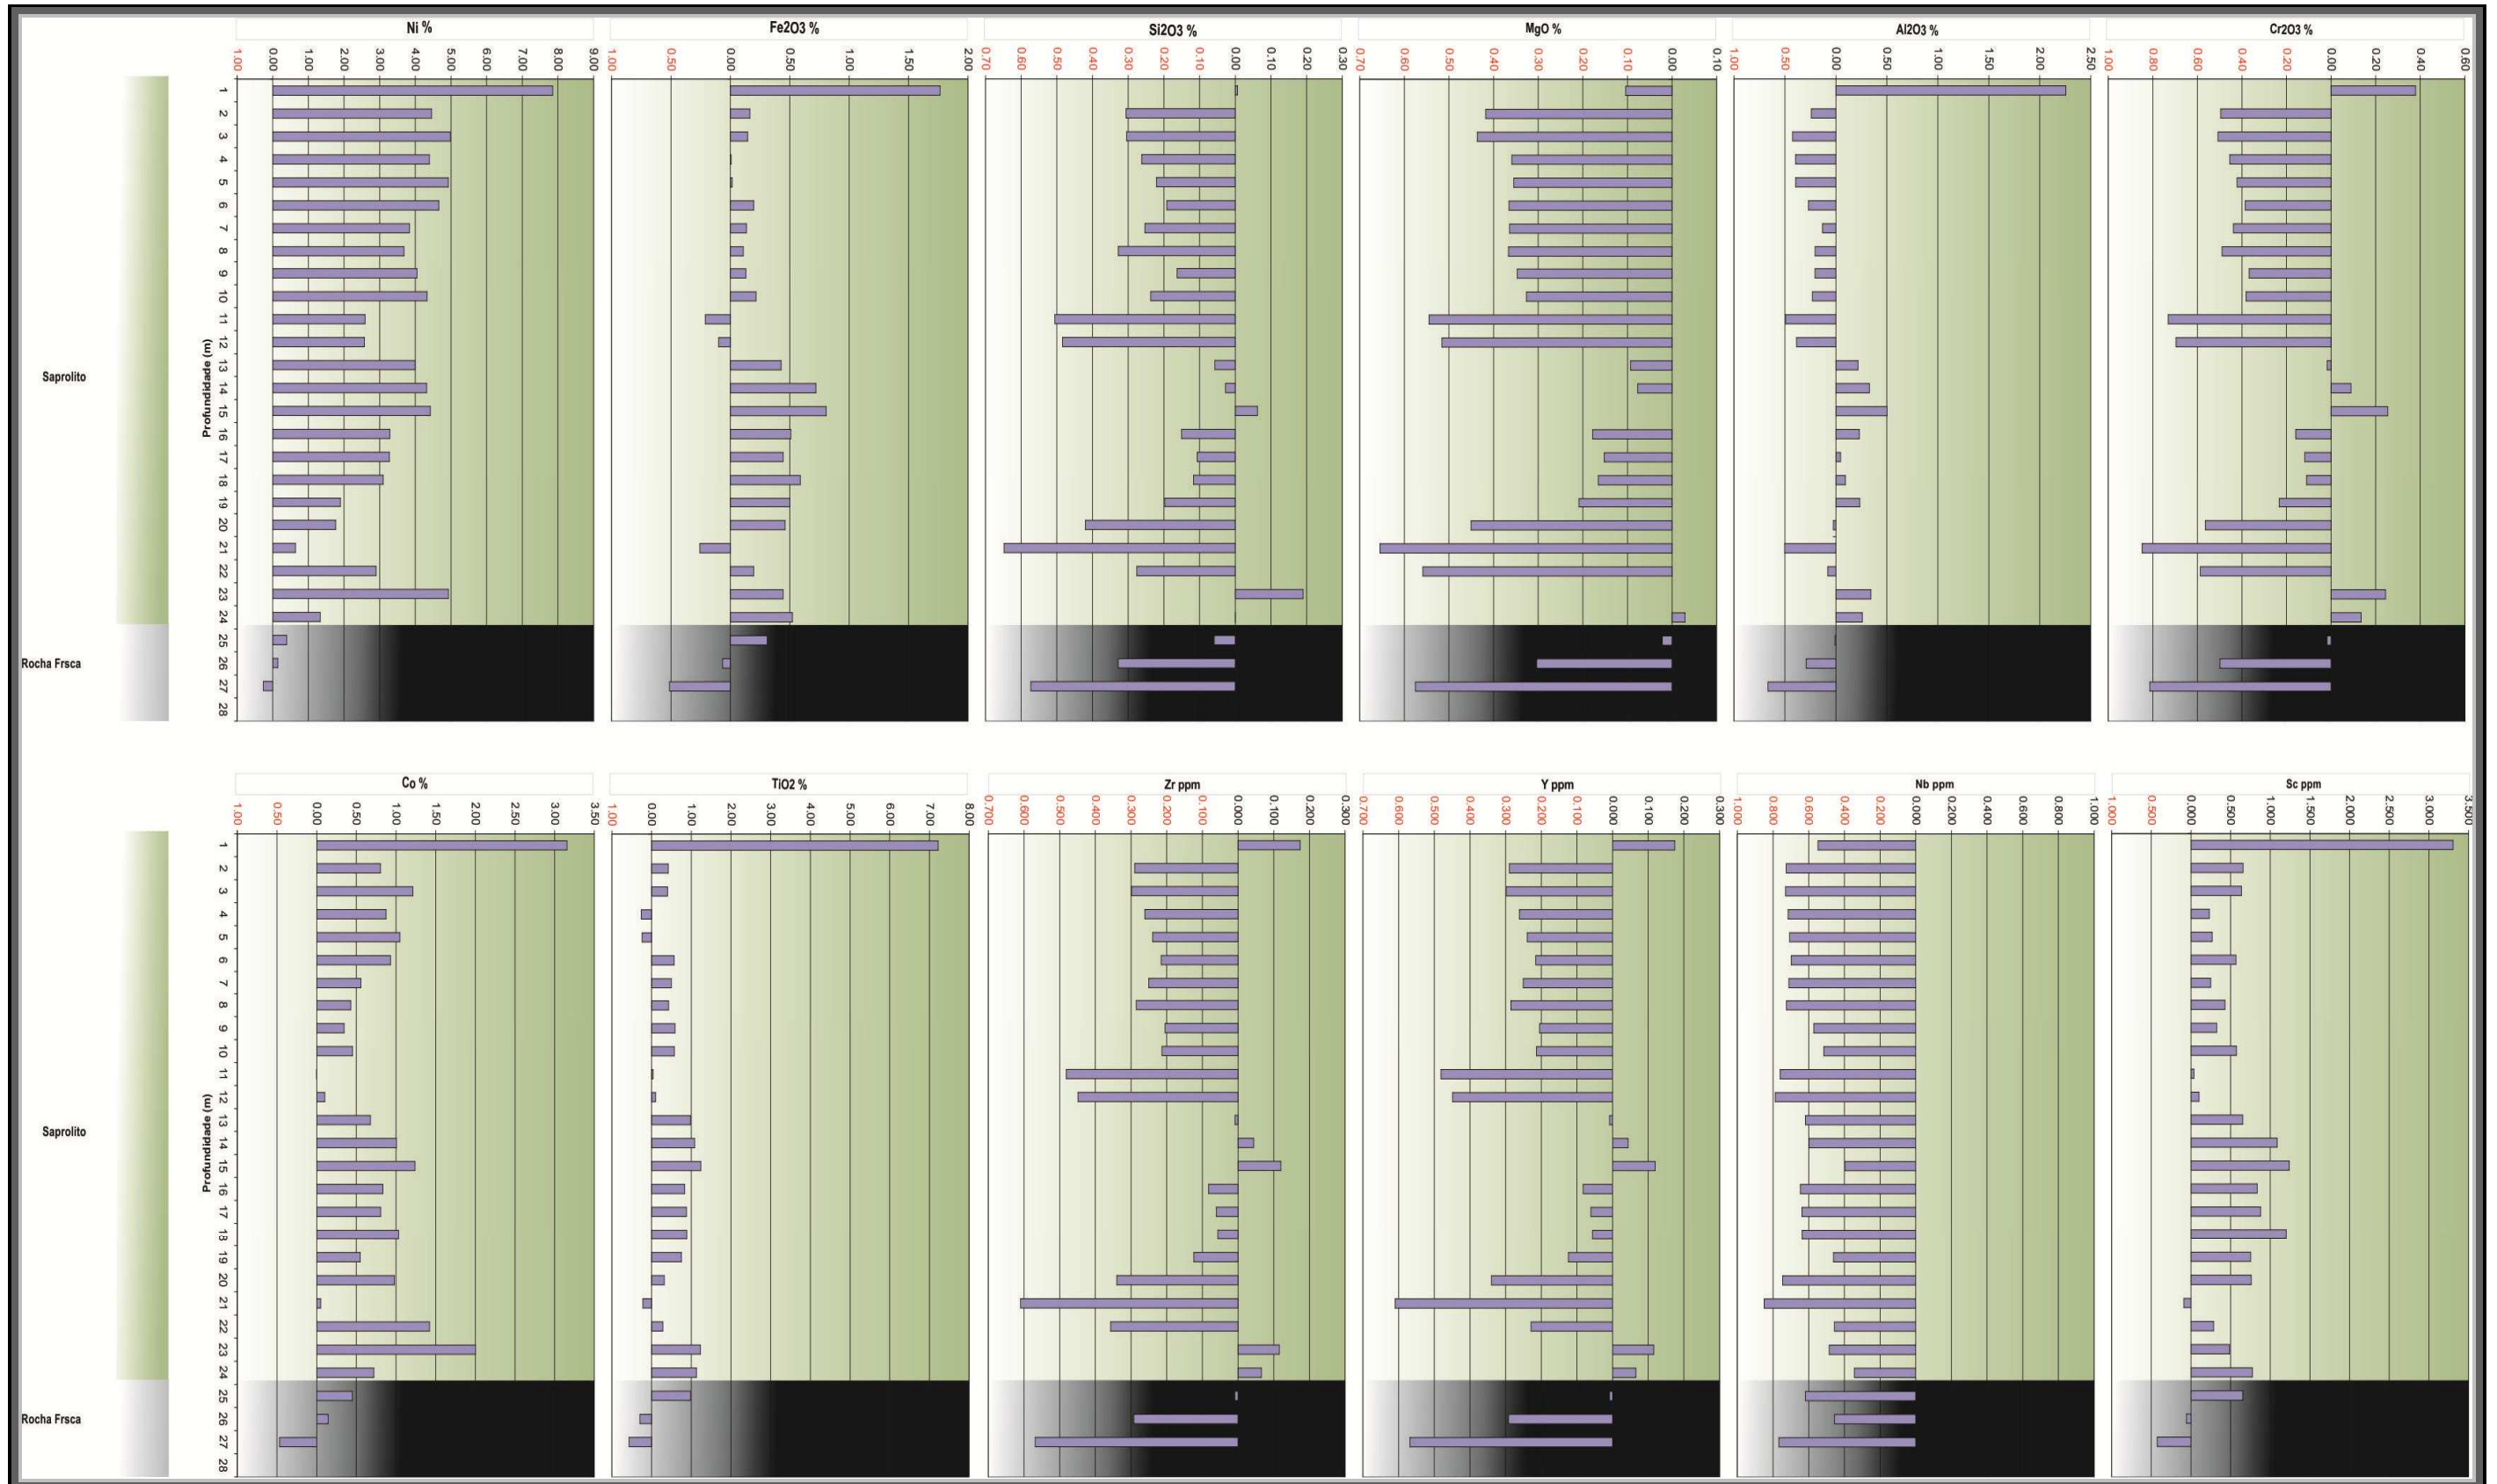 Ni %
Fe2O3 %
Si2O3 %
MgO %
Al2O3 %
Cr2O3 %
1.00 0.00 1.00 2.00 3.00 4.00 5.00 6.00 7.00 8.00 9.00
1.00 0.50 0.00 0.50 1.00 1.50 2.00
0.70 0.60 0.50 0.40 0.30 0.20 0.10 0.00 0.10 0.20 0.30
0.70 0.60 0.50 0.40 0.30 0.20 0.10 0.00 0.10
1.00 0.50 0.00 0.50 1.00 1.50 2.00 2.50
1.00 0.80 0.60 0.40 0.20 0.00 0.20 0.40 0.60
1
2
3
4
5
6
7
8
9
10
11
12
13
14
15
16
17
18
19
20
21
22
23
24
25
26
27
28
Profundidade (m)
Saprolito
Rocha Frsca
Co %
TiO2 %
Zr ppm
Y ppm
Nb ppm
Sc ppm
1.00 0.50 0.00 0.50 1.00 1.50 2.00 2.50 3.00 3.50
1.00 0.00 1.00 2.00 3.00 4.00 5.00 6.00 7.00 8.00
0.700 0.600 0.500 0.400 0.300 0.200 0.100 0.000 0.100 0.200 0.300
0.700 0.600 0.500 0.400 0.300 0.200 0.100 0.000 0.100 0.200 0.300
1.000 0.800 0.600 0.400 0.200 0.000 0.200 0.400 0.600 0.800 1.000
1.000 0.500 0.000 0.500 1.000 1.500 2.000 2.500 3.000 3.500
1
2
3
4
5
6
7
8
9
10
11
12
13
14
15
16
17
18
19
20
21
22
23
24
25
26
27
28
Profundidade (m)
Saprolito
Rocha Frsca